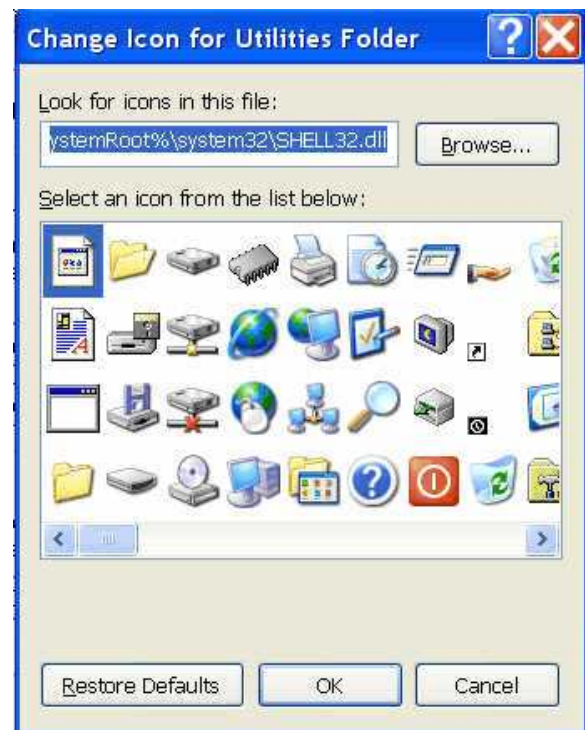 Change Icon for Utilities Folder
Look for icons in this file:
ystemRoot%\system32\SHELL32.dll
Browse...
Select an icon from the list below:
Restore Defaults
OK
Cancel